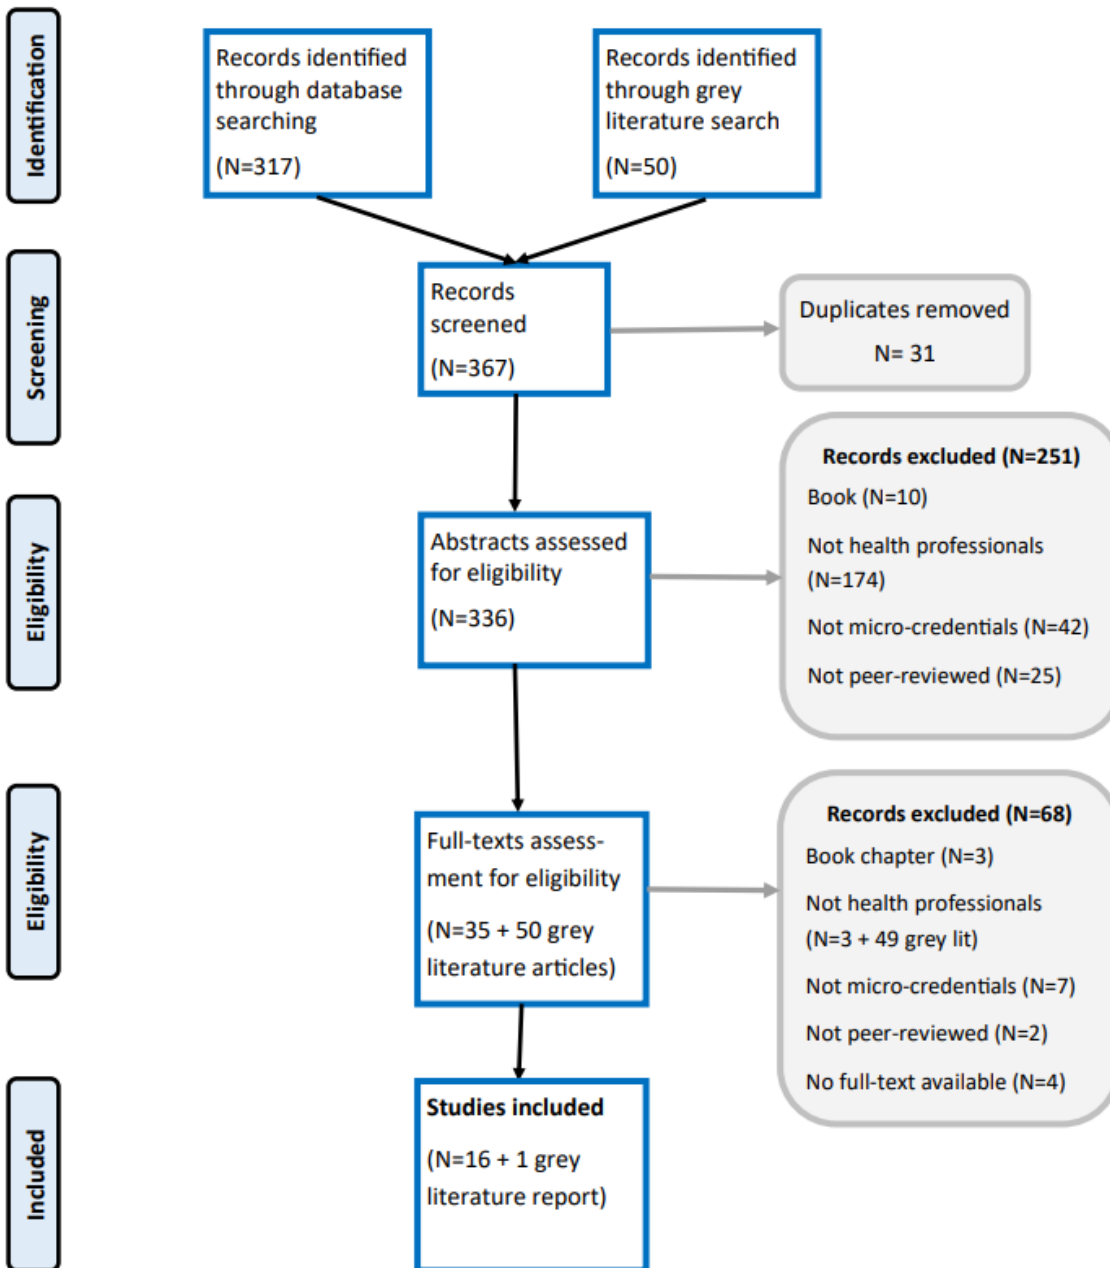 Identification
Records identified
through database
searching
(N=317)
Records identified
through grey
literature search
(N=50)
Screening
Records
screened
(N=367)
Duplicates removed
N= 31
Eligibility
Abstracts assessed
for eligibility
(N=336)
Records excluded (N=251)
Book (N=10)
Not health professionals
(N=174)
Not micro-credentials (N=42)
Not peer-reviewed (N=25)
Eligibility
Full-texts assess-
ment for eligibility
(N=35 + 50 grey
literature articles)
Records excluded (N=68)
Book chapter (N=3)
Not health professionals
(N=3 + 49 grey lit)
Not micro-credentials (N=7)
Not peer-reviewed (N=2)
No full-text available (N=4)
Included
Studies included
(N=16 + 1 grey
literature report)